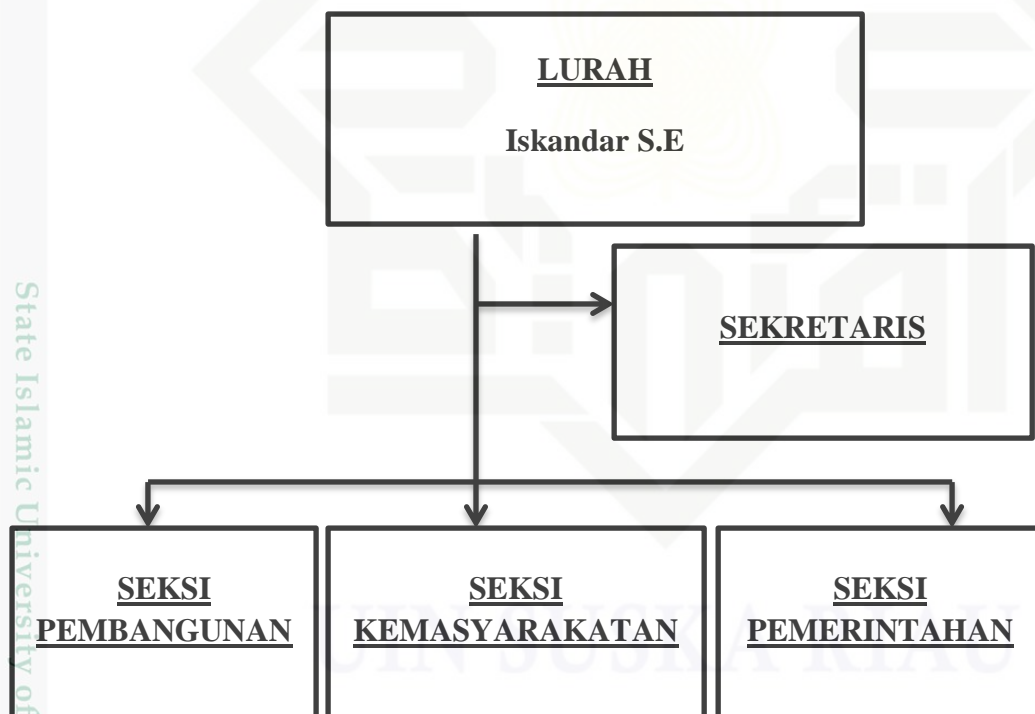 LURAH
Iskandar S.E
SEKRETARIS
SEKSI
PEMBANGUNAN
SEKSI
KEMASYARAKATAN
SEKSI
PEMERINTAHAN
State Islamic University of
UIN SUSKA RIAU